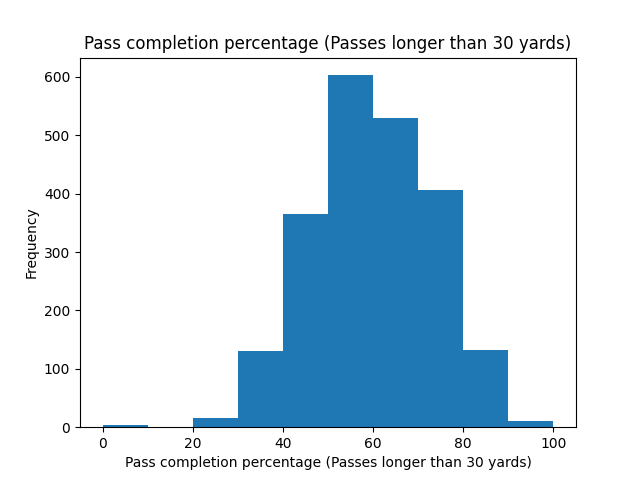 Pass completion percentage (Passes longer than 30 yards)
600
500
400
300
200
100
0
Frequency
0 20 40 60 80 100
Pass completion percentage (Passes longer than 30 yards)